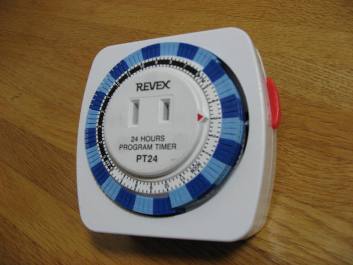 REVEX
24 HOURS
PROGRAM TIMER
PT24